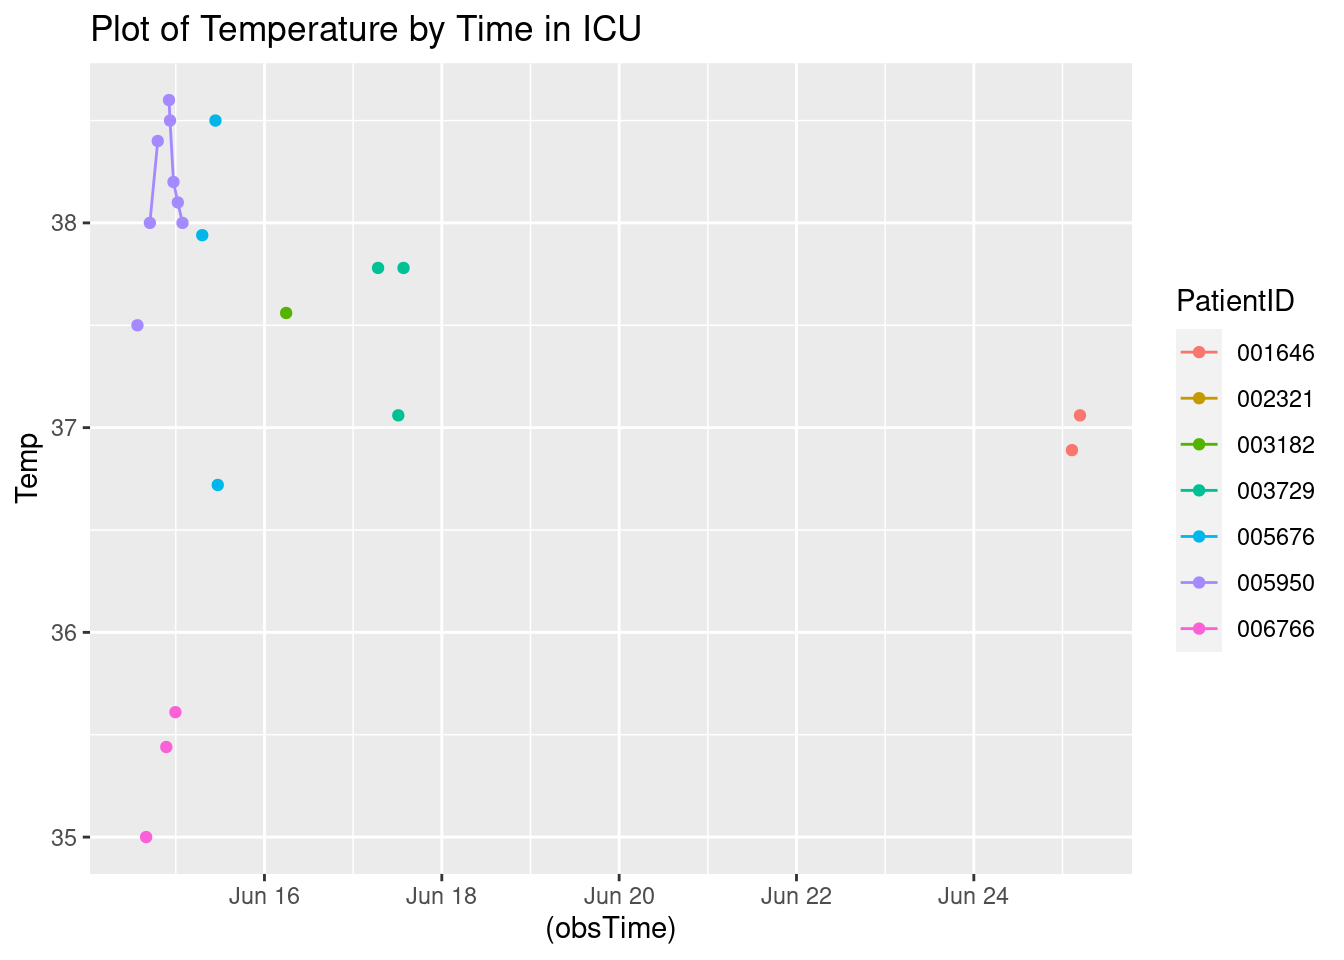 Plot of Temperature by Time in ICU
Temp
38
37
36
35
Jun 16
Jun 18
Jun 20
Jun 22
Jun 24
(obsTime)
PatientID
001646
002321
003182
003729
005676
005950
006766